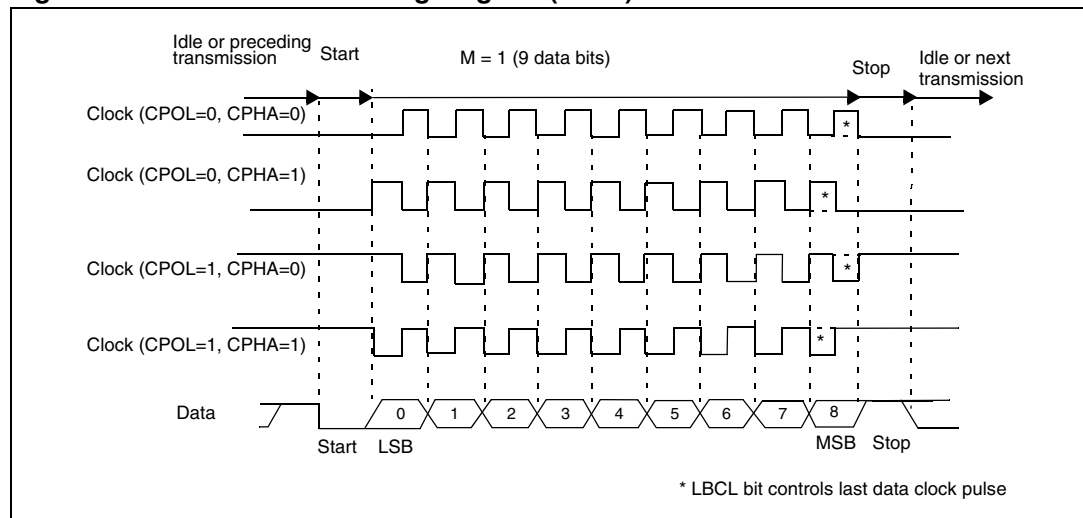 Idle or preceding
transmission
Start
M = 1 (9 data bits)
Stop
Idle or next
transmission
Clock (CPOL=0, CPHA=0)
*
Clock (CPOL=0, CPHA=1)
*
Clock (CPOL=1, CPHA=0)
*
Clock (CPOL=1, CPHA=1)
*
Data
0 1 2 3 4 5 6 7 8
Start LSB MSB Stop
* LBCL bit controls last data clock pulse